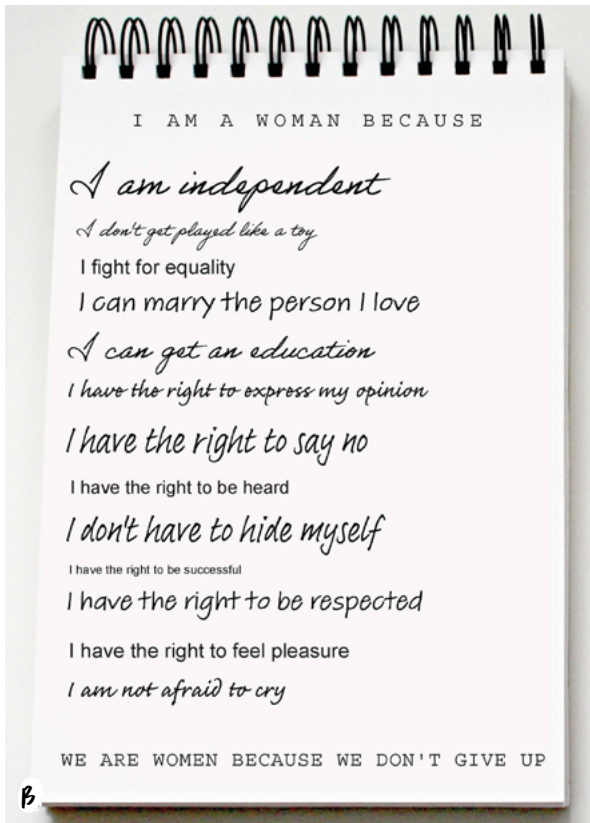 I AM A WOMAN BECAUSE
I am independent
I don't get played like a toy
I fight for equality
I can marry the person I love
I can get an education
I have the right to express my opinion
I have the right to say no
I have the right to be heard
I don't have to hide myself
I have the right to be successful
I have the right to be respected
I have the right to feel pleasure
I am not afraid to cry
WE ARE WOMEN BECAUSE WE DON'T GIVE UP
B.